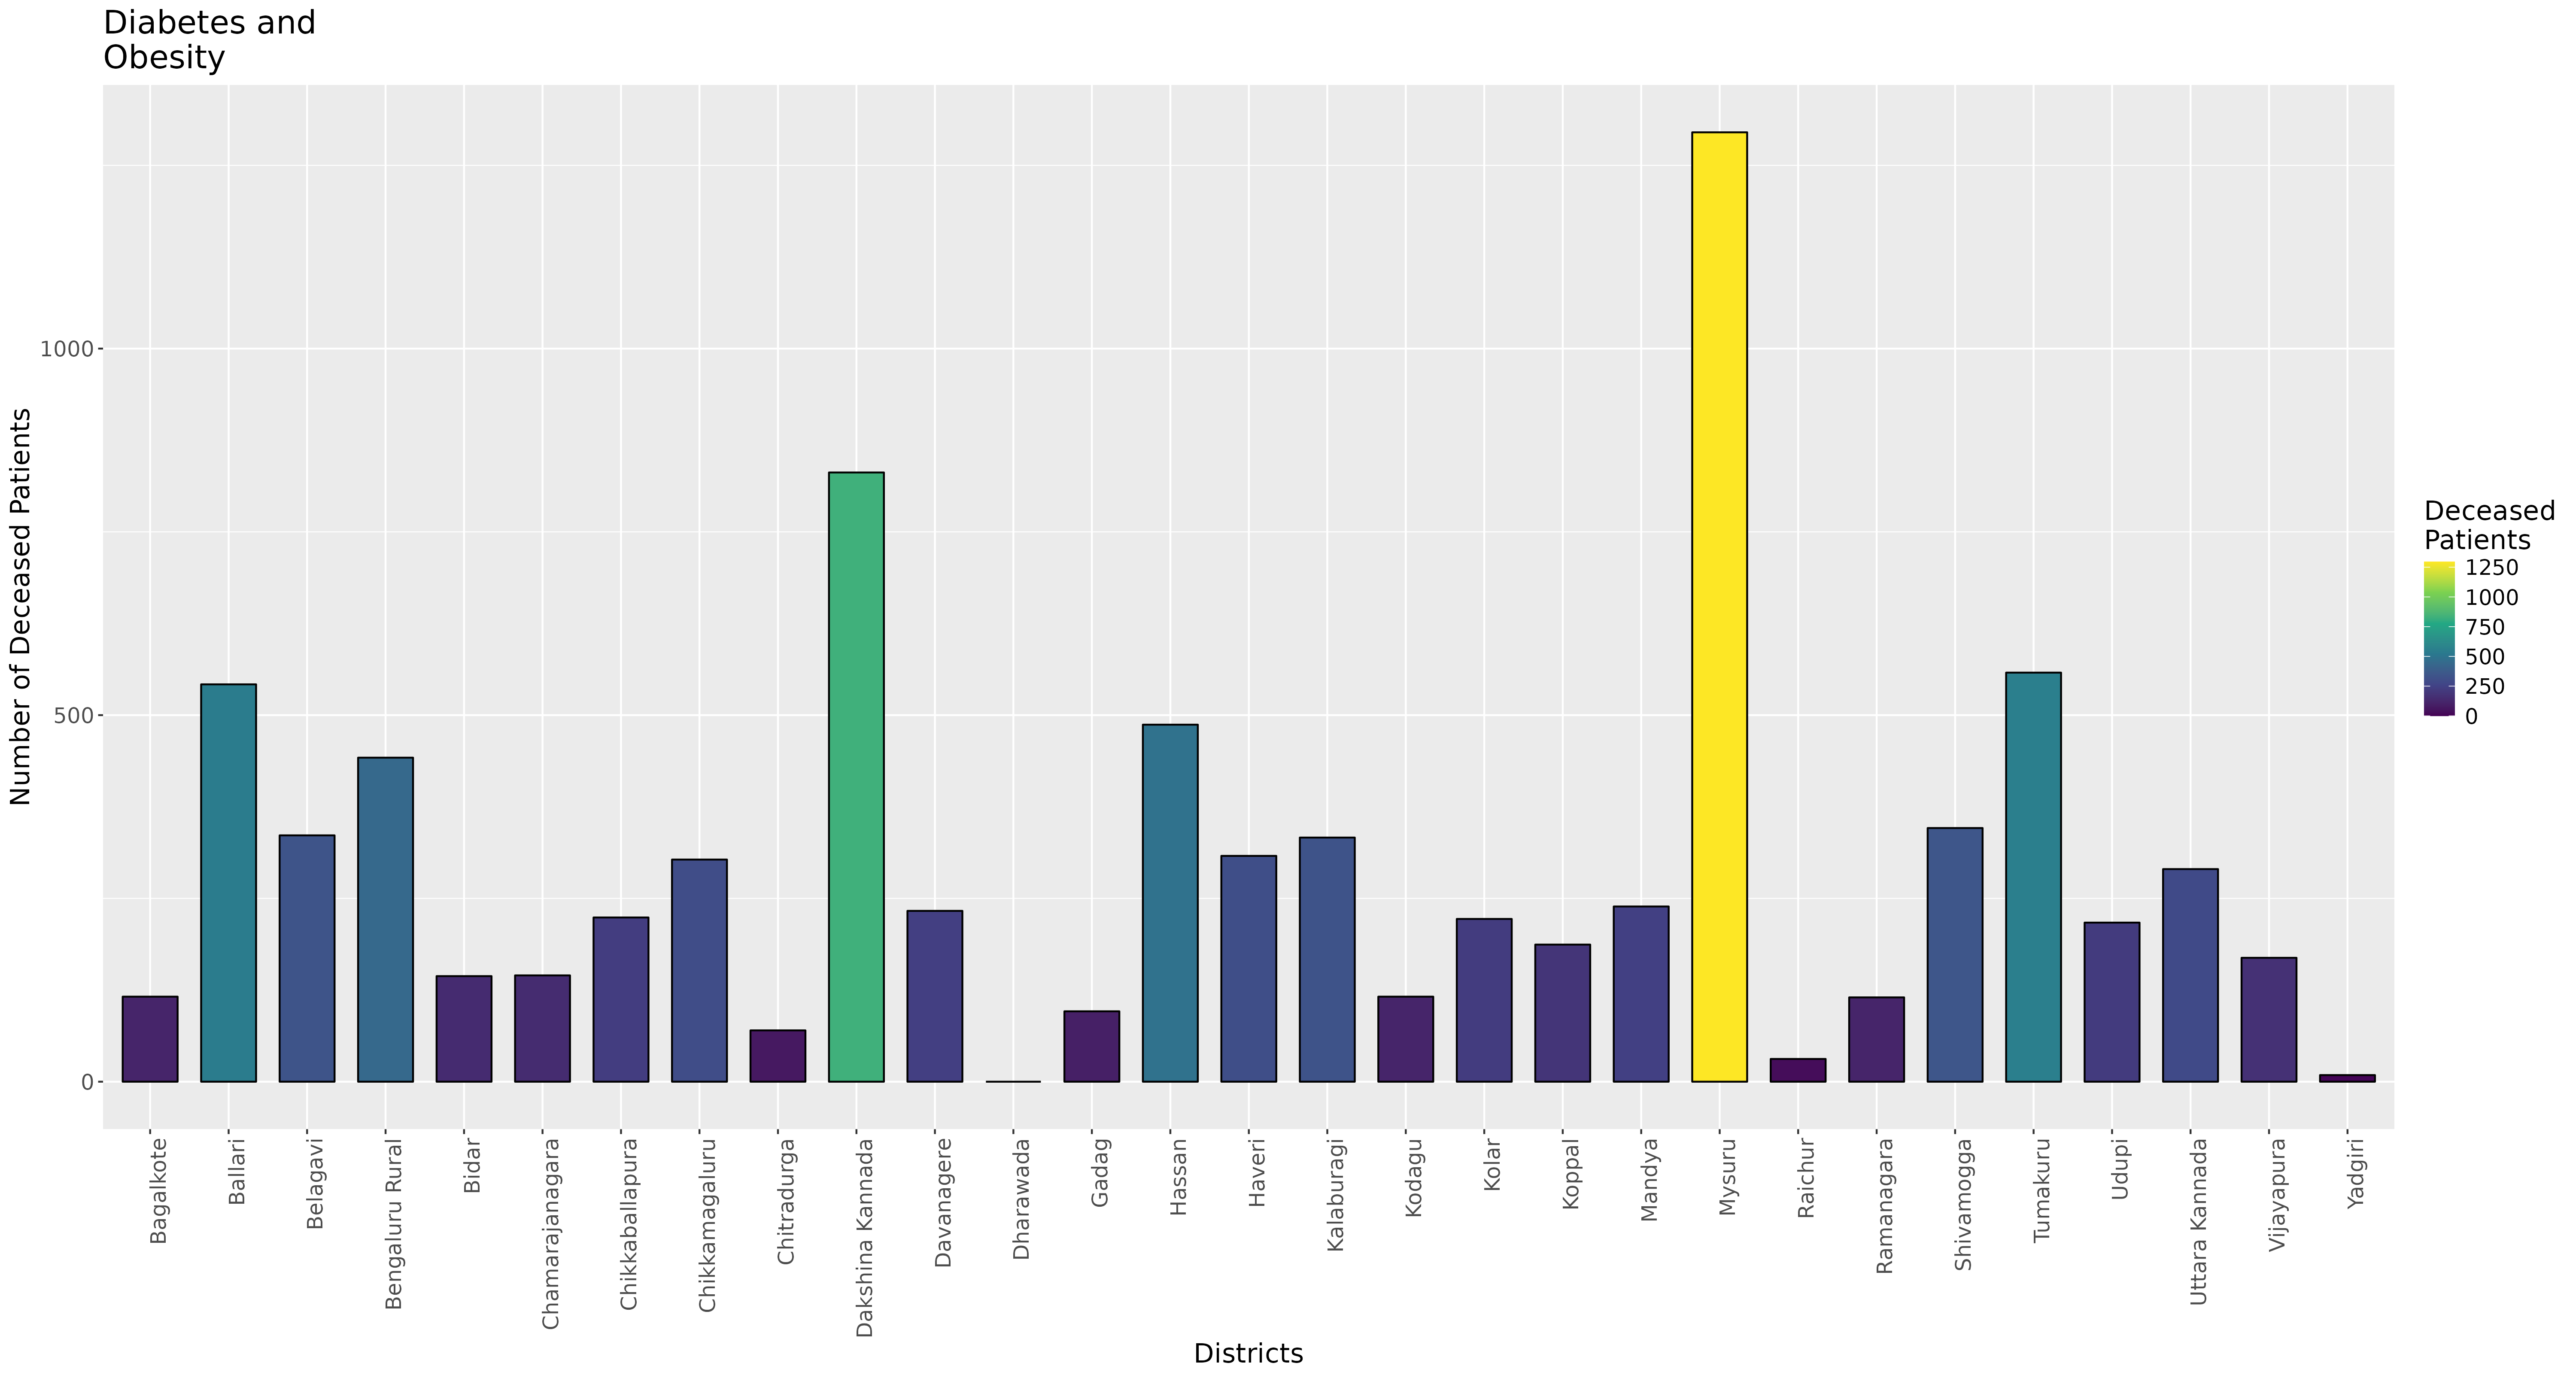 Diabetes and
Obesity
Number of Deceased Patients
1000
500
0
Bagalkote
Ballari
Belagavi
Bengaluru Rural
Bidar
Chamarajanagara
Chikkaballapura
Chikkamagaluru
Chitradurga
Dakshina Kannada
Davanagere
Dharawada
Gadag
Hassan
Haveri
Kalaburagi
Kodagu
Kolar
Koppal
Mandya
Mysuru
Raichur
Ramanagara
Shivamogga
Tumakuru
Udupi
Uttara Kannada
Vijayapura
Yadgiri
Districts
Deceased
Patients
1250
1000
750
500
250
0